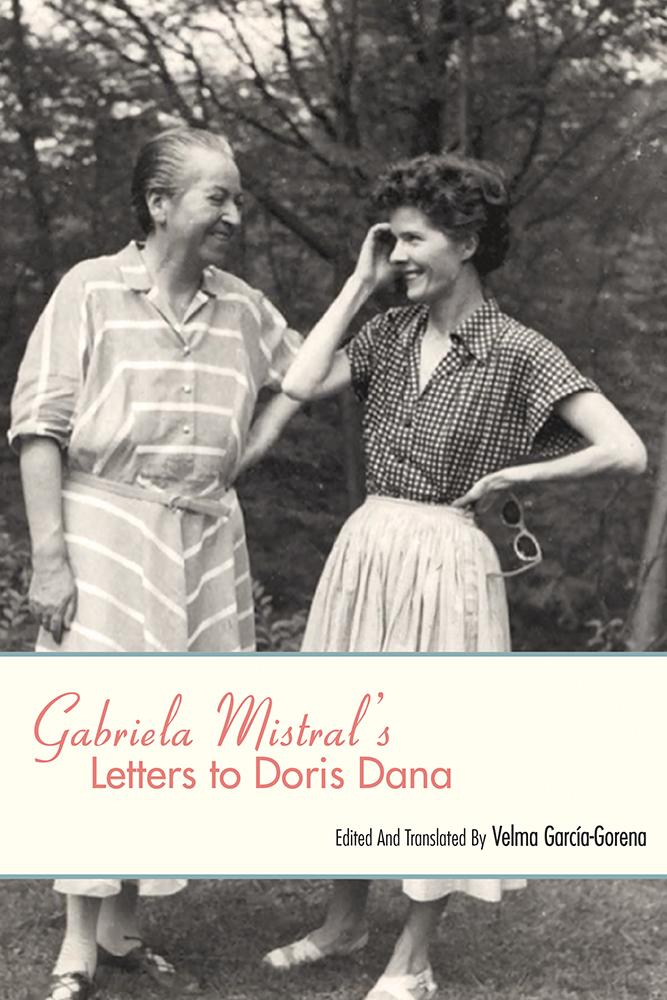 Gabriela Mistral's
Letters to Doris Dana
Edited And Translated By Velma García-Gorena